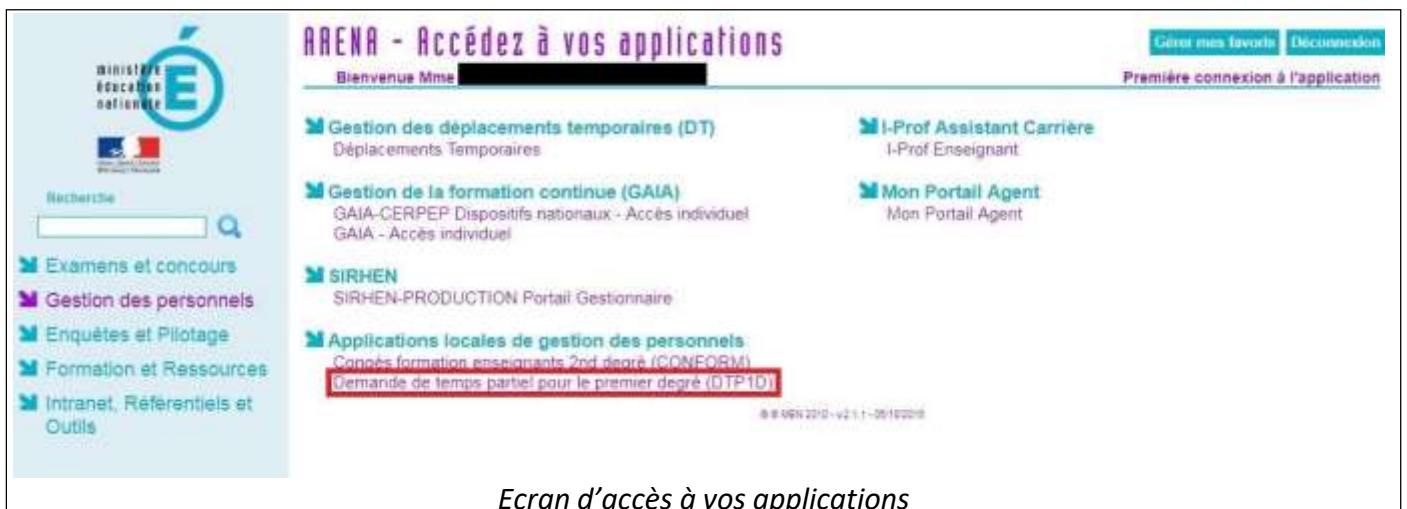 ministère
éducation
nationale
É
Recherche
Examens et concours
Gestion des personnels
Enquêtes et Pilotage
Formation et Ressources
Intranet, Référentiels et
Outils
ARENA - Accédez à vos applications
Gérer mes favoris Déconnexion
Bienvenue Mme
Première connexion à l'application
Gestion des déplacements temporaires (DT)
Déplacements Temporaires
Gestion de la formation continue (GAIA)
GAIA-CERPEP Dispositifs nationaux - Accès individuel
GAIA - Accès individuel
SIRHEN
SIRHEN-PRODUCTION Portail Gestionnaire
Applications locales de gestion des personnels
Congés formation enseignants 2nd degré (CONFORM)
Demande de temps partiel pour le premier degré (DTP1D)
I-Prof Assistant Carrière
I-Prof Enseignant
Mon Portail Agent
Mon Portail Agent
Ecran d'accès à vos applications